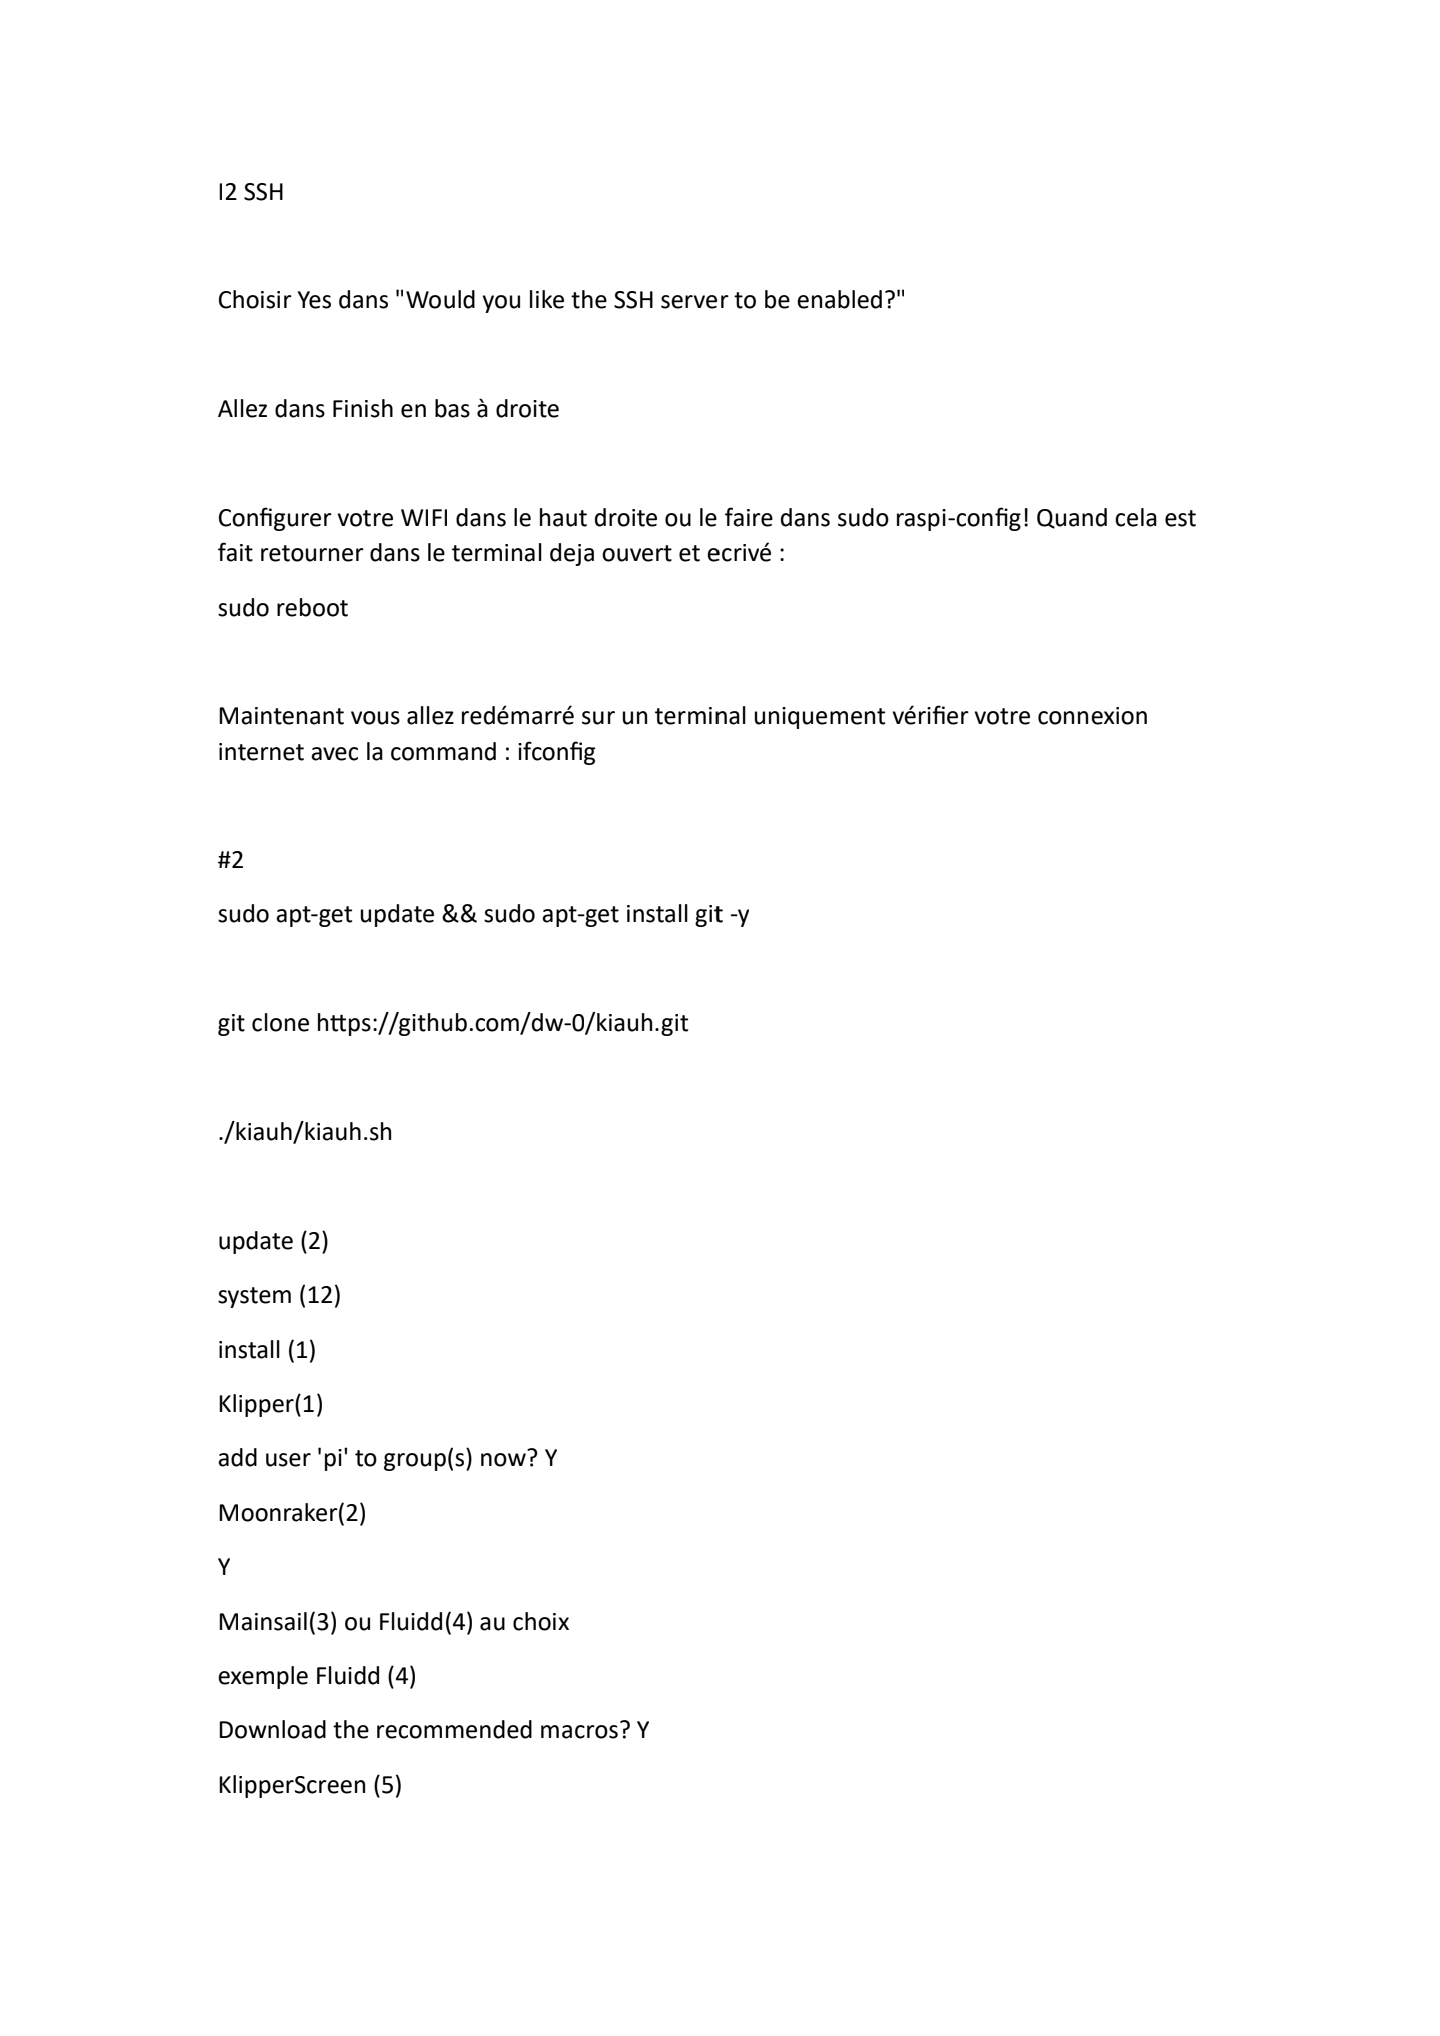 I2 SSH
Choisir Yes dans "Would you like the SSH server to be enabled?"
Allez dans Finish en bas à droite
Configurer votre WIFI dans le haut droite ou le faire dans sudo raspi-config! Quand cela est
fait retourner dans le terminal deja ouvert et ecrivé :
sudo reboot
Maintenant vous allez redémarré sur un terminal uniquement vérifier votre connexion
internet avec la command : ifconfig
#2
sudo apt-get update && sudo apt-get install git -y
git clone https://github.com/dw-0/kiauh.git
./kiauh/kiauh.sh
update (2)
system (12)
install (1)
Klipper(1)
add user 'pi' to group(s) now? Y
Moonraker(2)
Y
Mainsail(3) ou Fluidd(4) au choix
exemple Fluidd (4)
Download the recommended macros? Y
KlipperScreen (5)